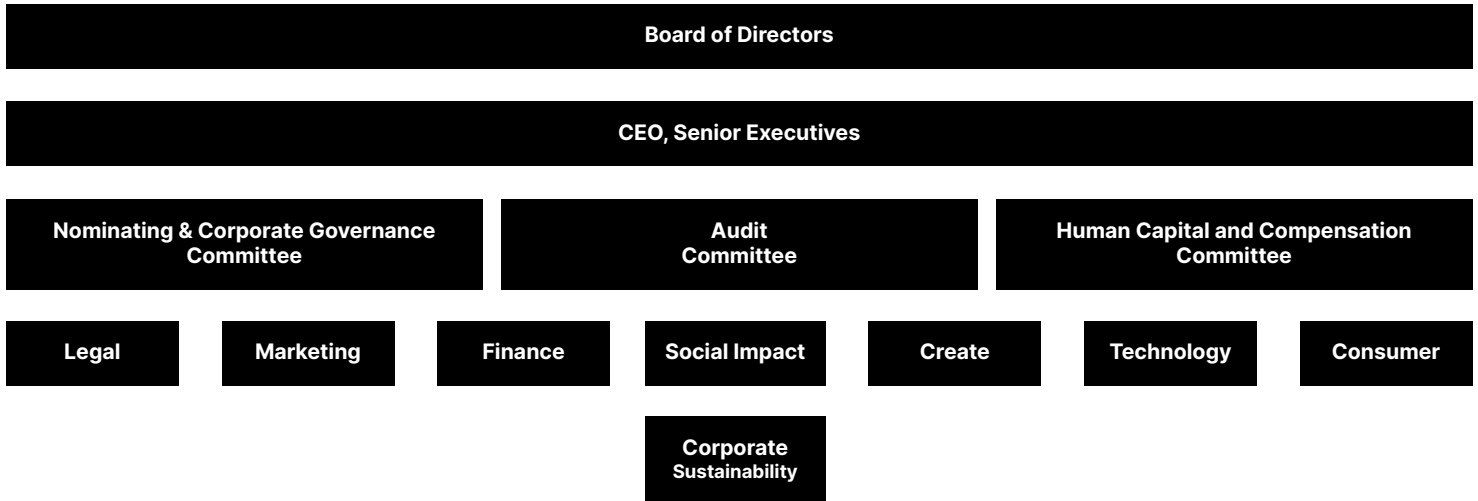 Board of Directors
CEO, Senior Executives
Nominating & Corporate Governance
Committee
Audit
Committee
Human Capital and Compensation
Committee
Legal
Marketing
Finance
Social Impact
Create
Technology
Consumer
Corporate
Sustainability